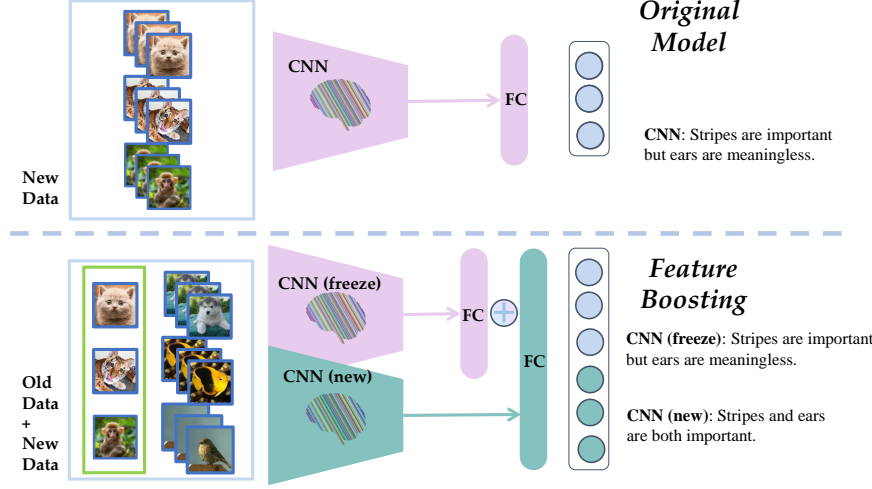 Original
Model
CNN
FC
CNN: Stripes are important
but ears are meaningless.
New
Data
Feature
Boosting
CNN (freeze)
FC
CNN (freeze): Stripes are important
but ears are meaningless.
CNN (new)
FC
Old
Data
+
New
Data
CNN (new): Stripes and ears
are both important.